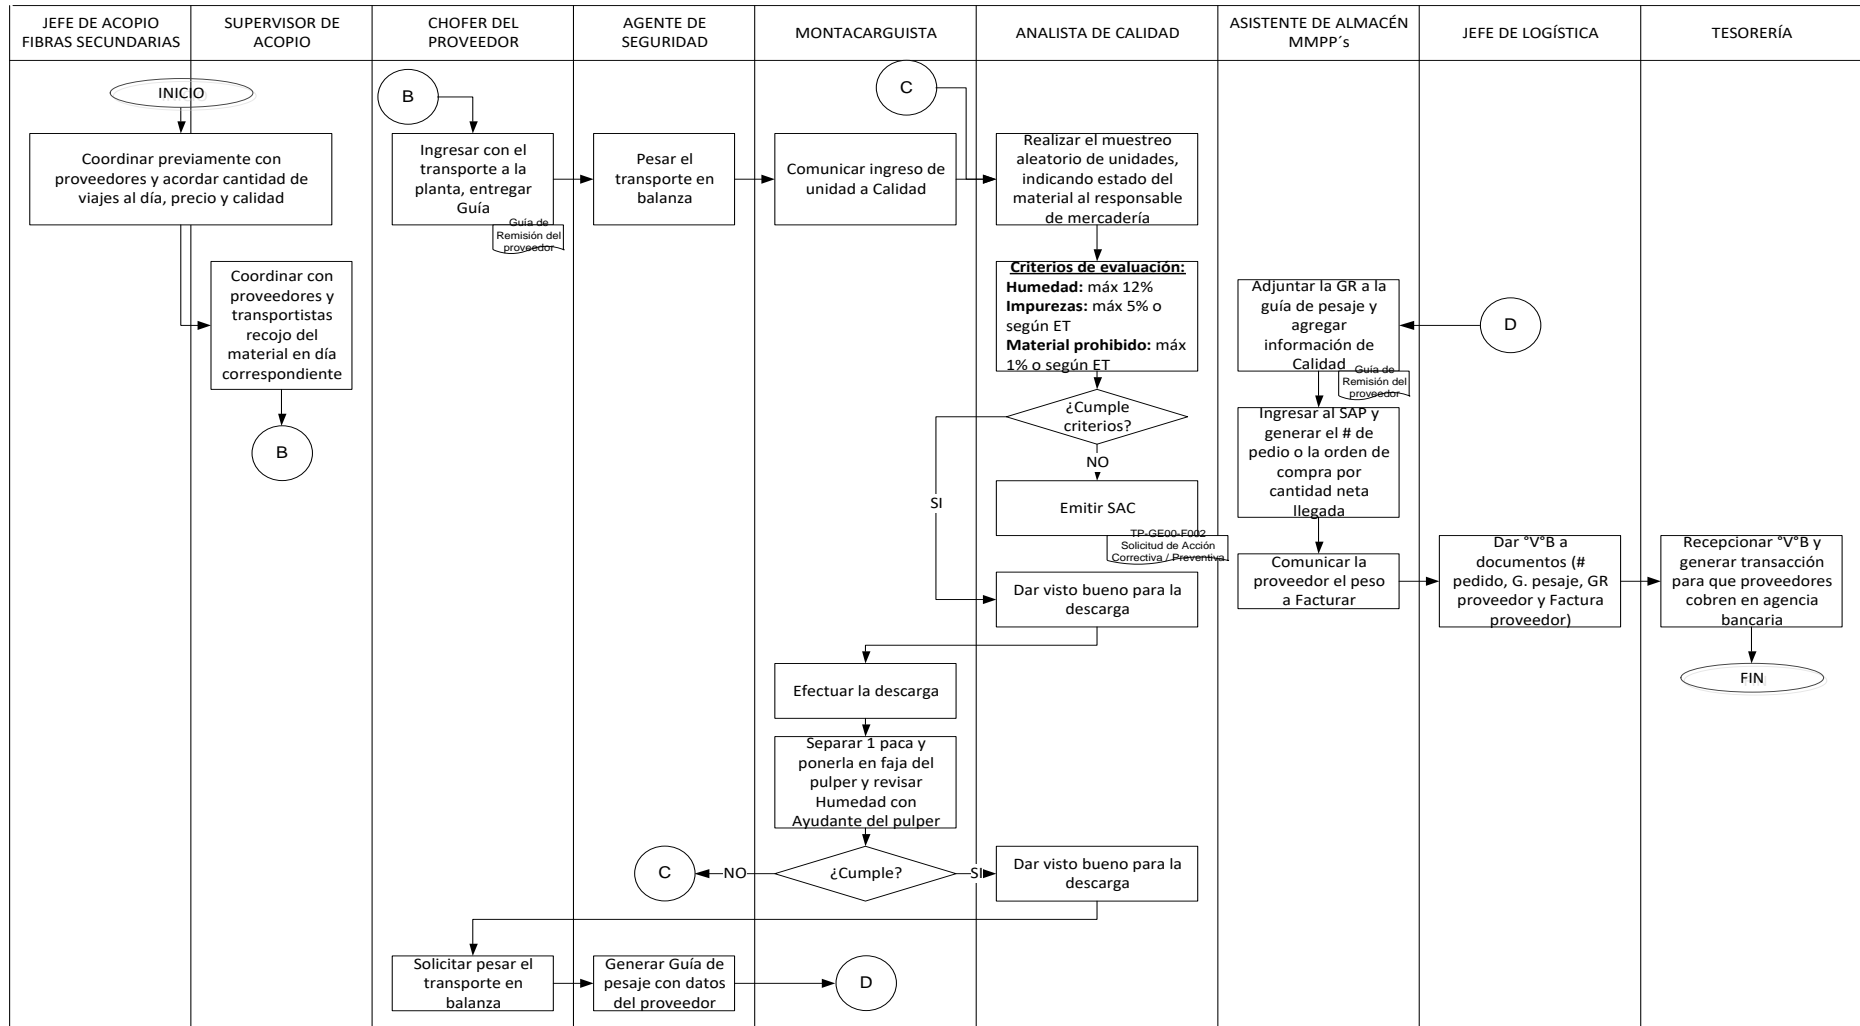 JEFE DE ACOPIO
FIBRAS SECUNDARIAS
SUPERVISOR DE
ACOPIO
CHOFER DEL
PROVEEDOR
AGENTE DE
SEGURIDAD
MONTACARGUISTA
ANALISTA DE CALIDAD
ASISTENTE DE ALMACÉN
MMPP´s
JEFE DE LOGÍSTICA
TESORERÍA
INICIO
B
C
Coordinar previamente con
proveedores y acordar cantidad de
viajes al día, precio y calidad
Ingresar con el
transporte a la
planta, entregar
Guía
Guía de
Remisión del
proveedor
Pesar el
transporte en
balanza
Comunicar ingreso de
unidad a Calidad
Realizar el muestreo
aleatorio de unidades,
indicando estado del
material al responsable
de mercadería
Coordinar con
proveedores y
transportistas
recojo del
material en día
correspondiente
B
Criterios de evaluación:
Humedad: máx 12%
Impurezas: máx 5% o
según ET
Material prohibido: máx
1% o según ET
Adjuntar la GR a la
guía de pesaje y
agregar
información de
Calidad
Guía de
Remisión del
proveedor
D
¿Cumple
criterios?
NO
SI
Emitir SAC
TP-GE00-F002
Solicitud de Acción
Correctiva / Preventiva
Ingresar al SAP y
generar el # de
pedio o la orden de
compra por
cantidad neta
llegada
Dar visto bueno para la
descarga
Comunicar la
proveedor el peso
a Facturar
Dar °V°B a
documentos (#
pedido, G. pesaje, GR
proveedor y Factura
proveedor)
Recepcionar °V°B y
generar transacción
para que proveedores
cobren en agencia
bancaria
FIN
Efectuar la descarga
Separar 1 paca y
ponerla en faja del
pulper y revisar
Humedad con
Ayudante del pulper
C
NO
¿Cumple?
SI
Dar visto bueno para la
descarga
Solicitar pesar el
transporte en
balanza
Generar Guía de
pesaje con datos
del proveedor
D